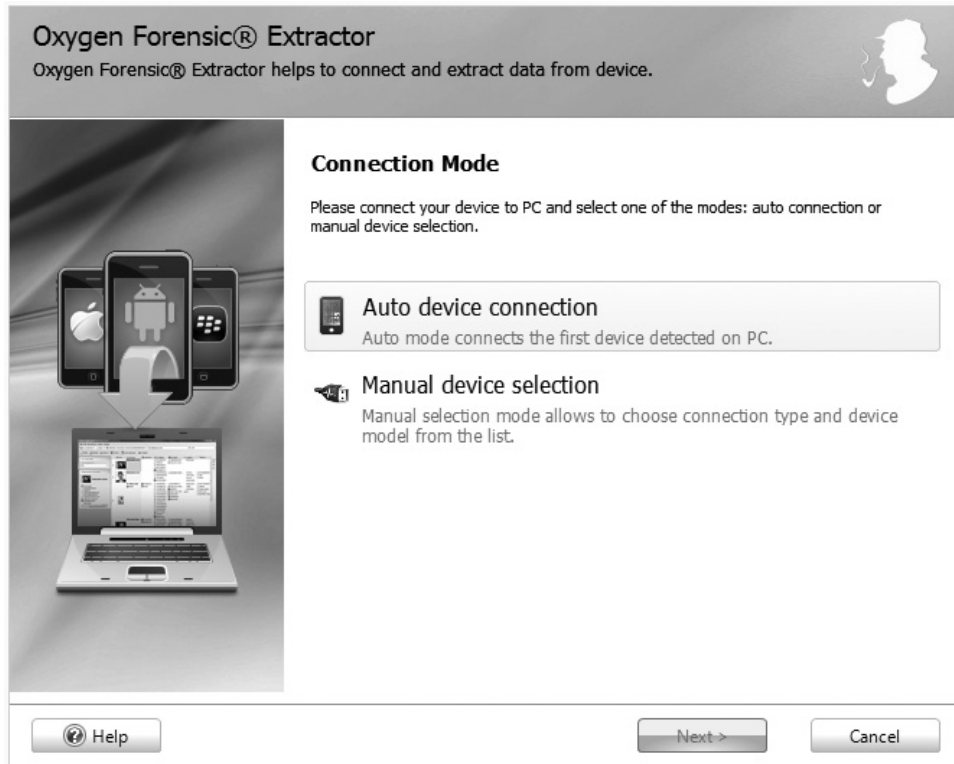 Oxygen Forensic® Extractor
Oxygen Forensic® Extractor helps to connect and extract data from device.
Connection Mode
Please connect your device to PC and select one of the modes: auto connection or
manual device selection.
Auto device connection
Auto mode connects the first device detected on PC.
Manual device selection
Manual selection mode allows to choose connection type and device
model from the list.
Help
Next >
Cancel